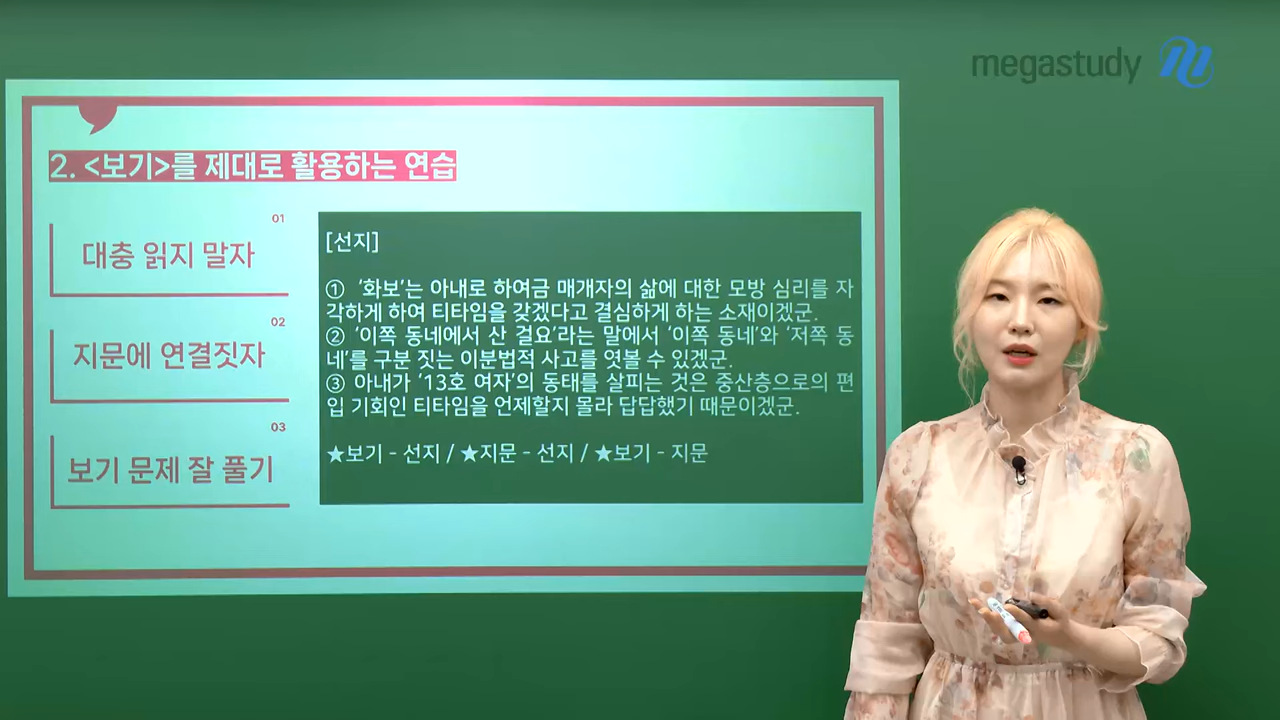 megastudy
2. <보기>를 제대로 활용하는 연습
01
대충 읽지 말자
02
지문에 연결짓자
03
보기 문제 잘 풀기
[선지]
① '화보'는 아내로 하여금 매개자의 삶에 대한 모방 심리를 자
각하게 하여 티타임을 갖겠다고 결심하게 하는 소재이겠군.
② '이쪽 동네에서 산 걸요'라는 말에서 '이쪽 동네'와 '저쪽 동
네'를 구분 짓는 이분법적 사고를 엿볼 수 있겠군.
③ 아내가 '13호 여자'의 동태를 살피는 것은 중산층으로의 편
입 기회인 티타임을 언제할지 몰라 답답했기 때문이겠군.
★보기 - 선지 / ★지문 - 선지 / ★보기 - 지문